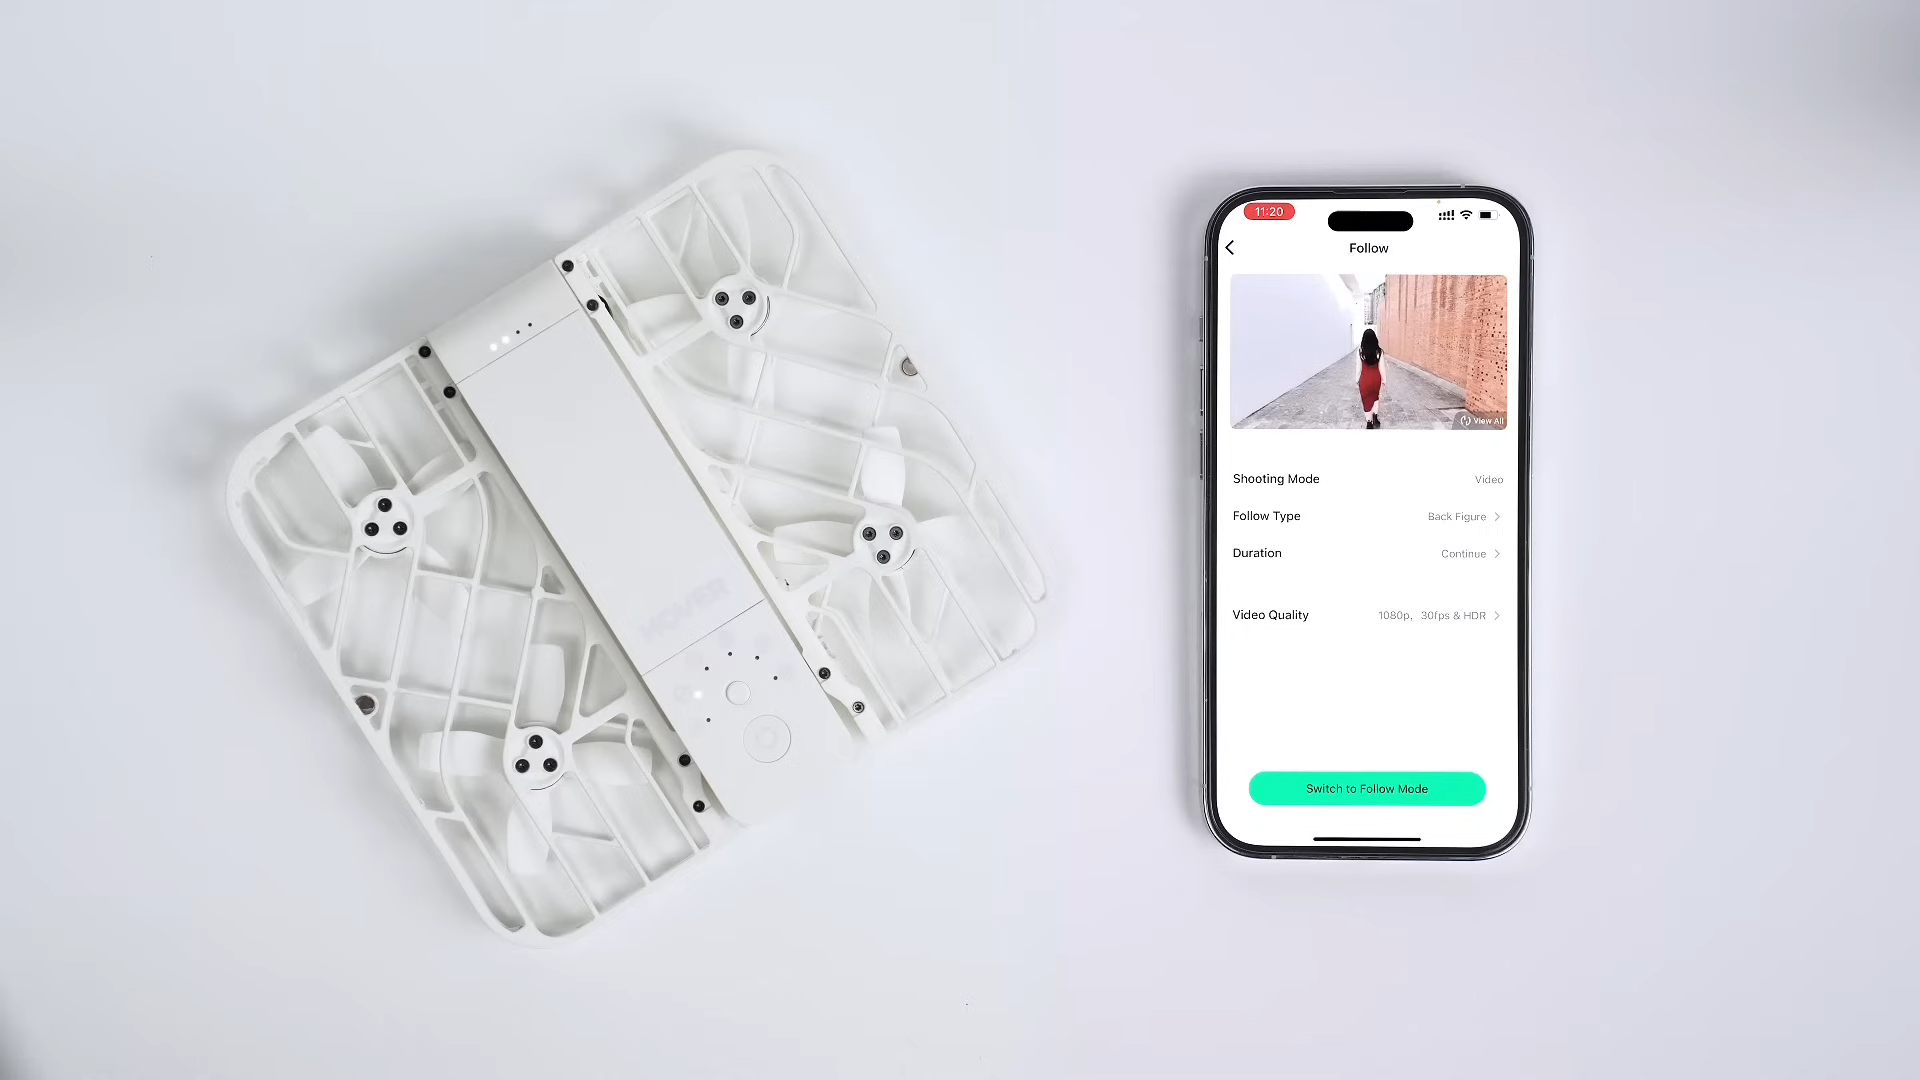 HOVER
11:20
Follow
View All
Shooting Mode Video
Follow Type Back Figure
Duration Continue
Video Quality 1080p, 30fps & HDR
Switch to Follow Mode